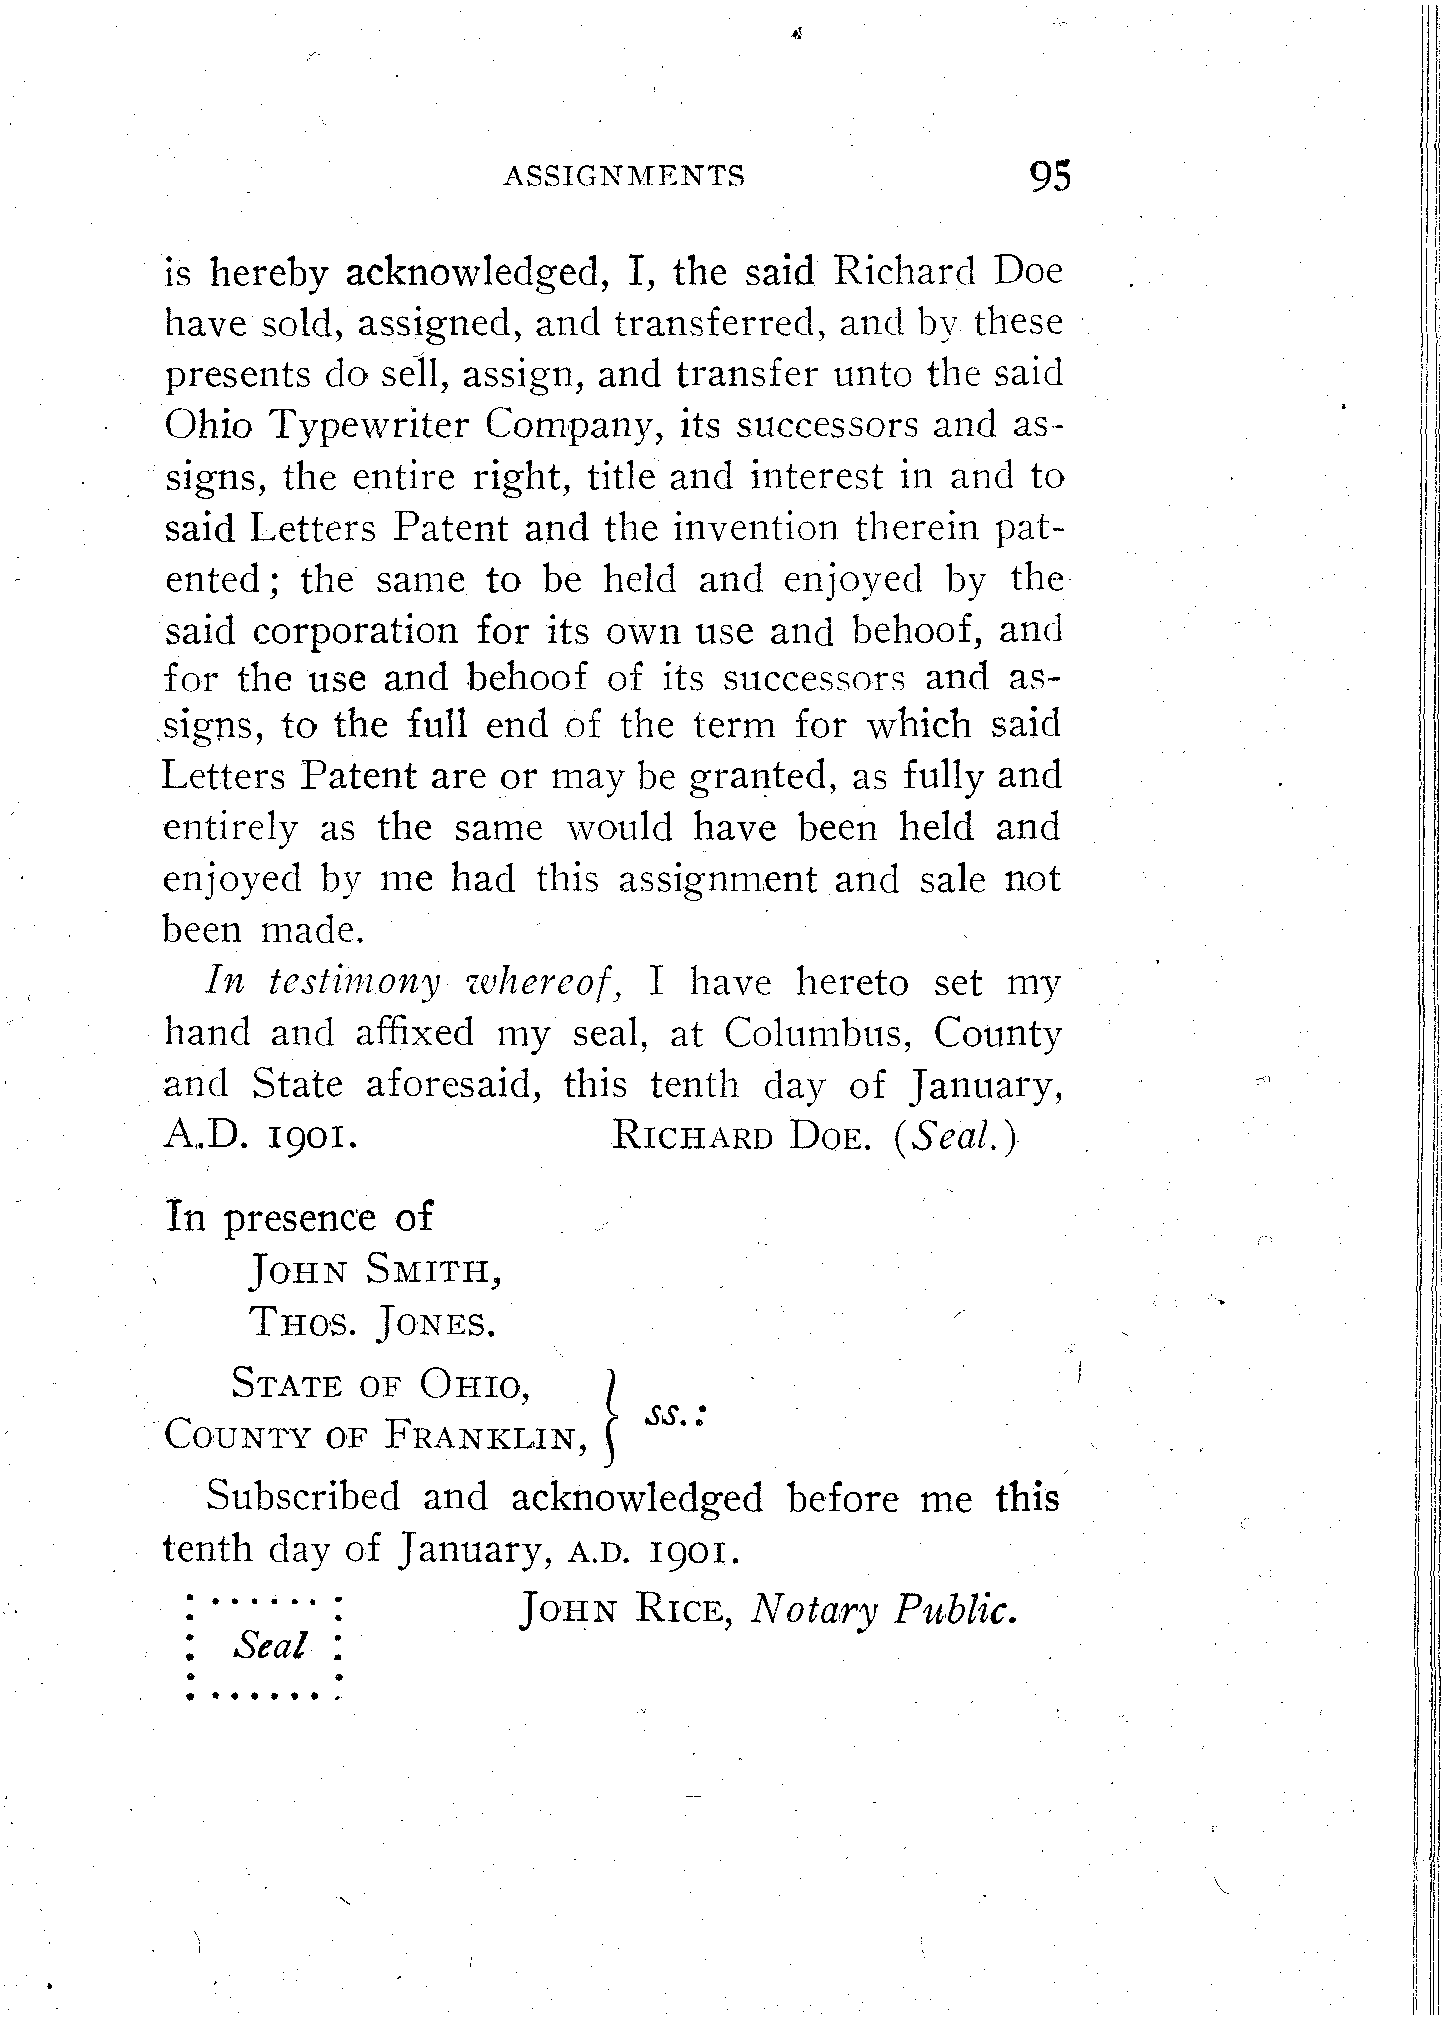 ASSIGNMENTS 95
is hereby acknowledged, I, the said Richard Doe
have sold, assigned, and transferred, and by these
presents do sell, assign, and transfer unto the said
Ohio Typewriter Company, its successors and as-
signs, the entire right, title and interest in and to
said Letters Patent and the invention therein pat-
ented; the same to be held and enjoyed by the
said corporation for its own use and behoof, and
for the use and behoof of its successors and as-
signs, to the full end of the term for which said
Letters Patent are or may be granted, as fully and
entirely as the same would have been held and
enjoyed by me had this assignment and sale not
been made.
In testimony whereof, I have hereto set my
hand and affixed my seal, at Columbus, County
and State aforesaid, this tenth day of January,
A.D. 1901. RICHARD DOE. (Seal.)
In presence of
JOHN SMITH,
THOS. JONES.
STATE OF OHIO,
COUNTY OF FRANKLIN, } ss.:
Subscribed and acknowledged before me this
tenth day of January, A.D. 1901.
JOHN RICE, Notary Public.
Seal